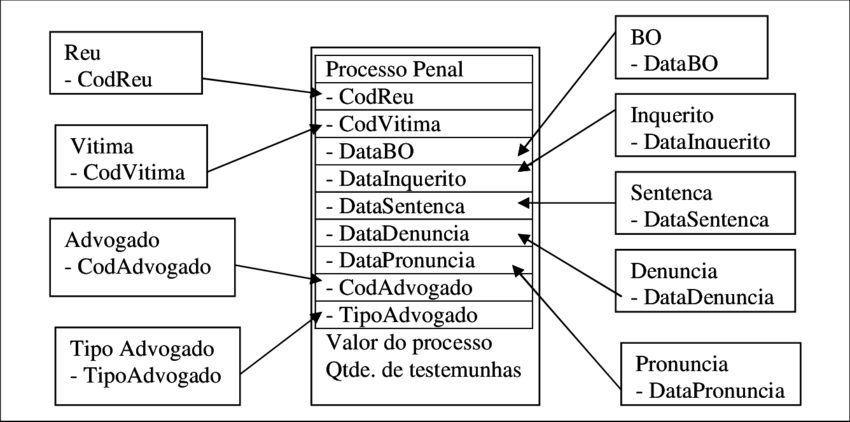 Reu
- CodReu
Vitima
- CodVitima
Advogado
- CodAdvogado
Tipo Advogado
- TipoAdvogado
Processo Penal
- CodReu
- CodVitima
- DataBO
- DataInquerito
- DataSentenca
- DataDenuncia
- DataPronuncia
- CodAdvogado
- TipoAdvogado
Valor do processo
Qtde. de testemunhas
BO
- DataBO
Inquerito
- DataInquerito
Sentenca
- DataSentenca
Denuncia
- DataDenuncia
Pronuncia
- DataPronuncia